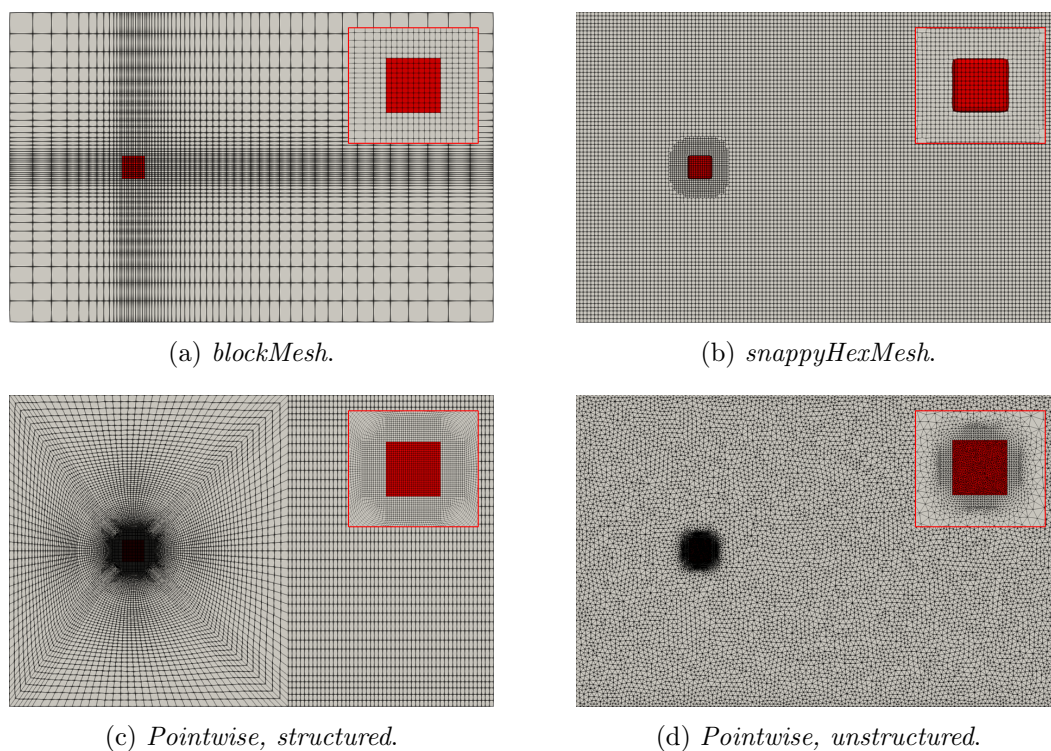 (a) blockMesh.
(b) snappyHexMesh.
(c) Pointwise, structured.
(d) Pointwise, unstructured.